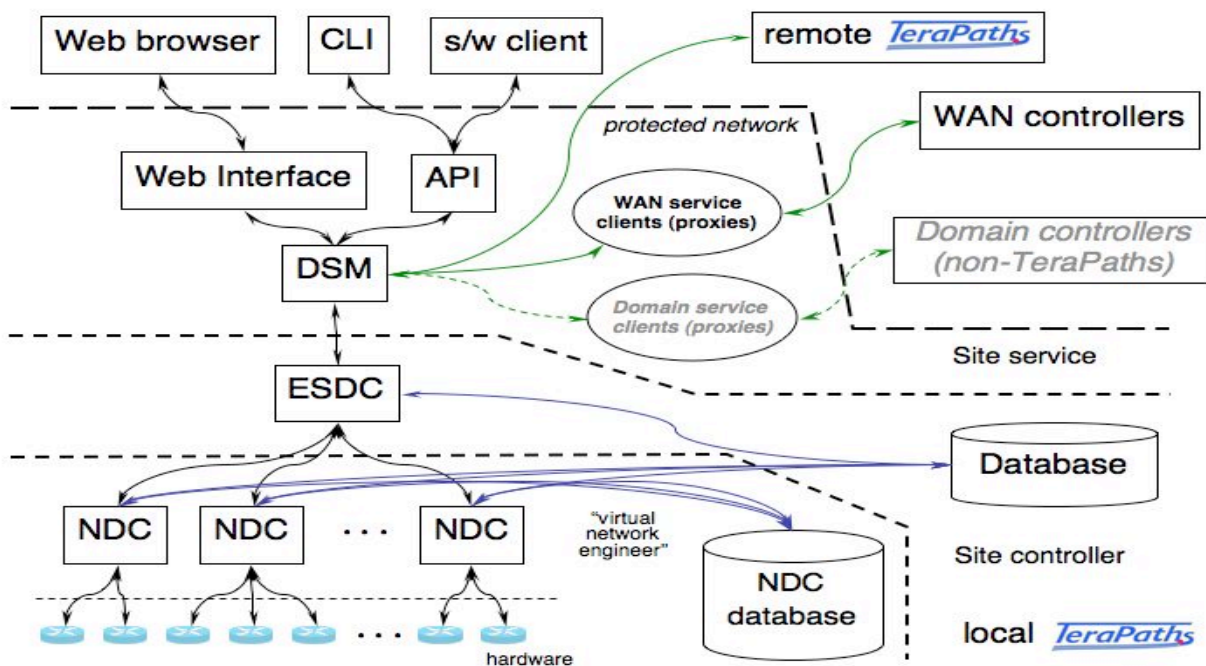 Web browser
CLI
s/w client
remote TeraPaths
protected network
WAN controllers
Web Interface
API
WAN service
clients (proxies)
DSM
Domain controllers
(non-TeraPaths)
Domain service
clients (proxies)
Site service
ESDC
Database
NDC
NDC
...
NDC
"virtual
network
engineer"
Site controller
NDC
database
...
hardware
local TeraPaths